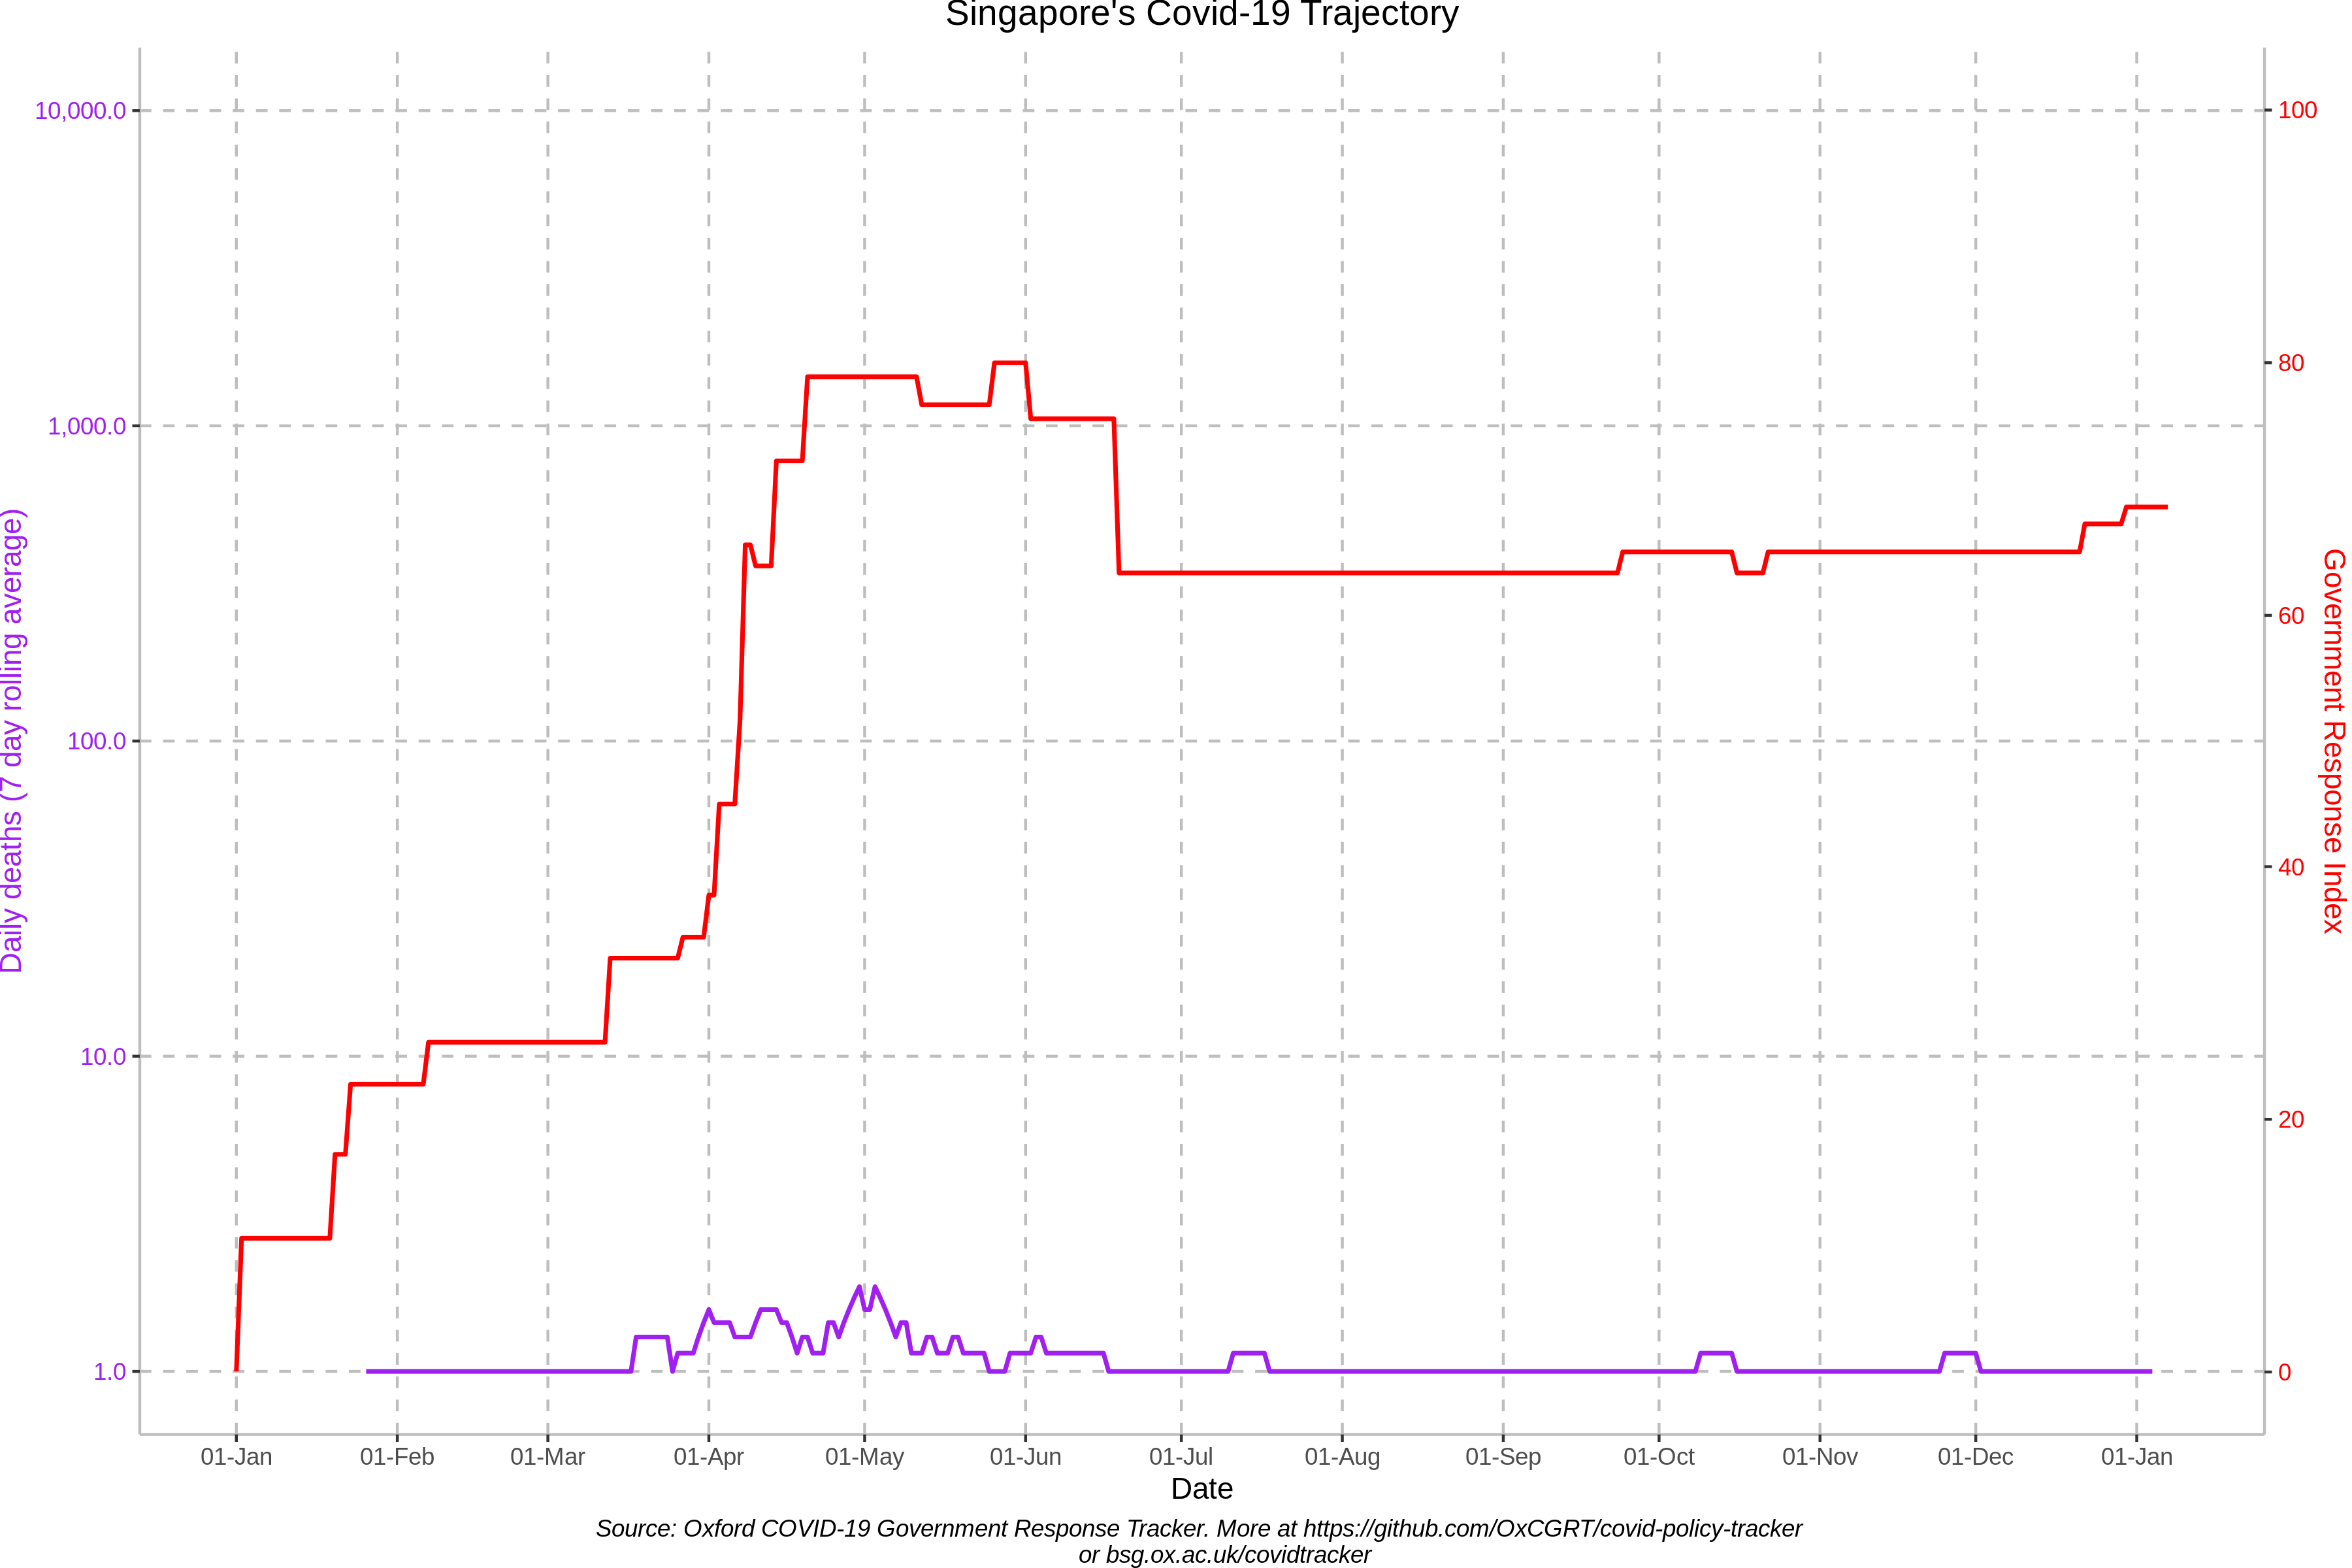 Singapore's Covid-19 Trajectory
10,000.0
1,000.0
100.0
10.0
1.0
Daily deaths (7 day rolling average)
100
80
60
40
20
0
Government Response Index
01-Jan
01-Feb
01-Mar
01-Apr
01-May
01-Jun
01-Jul
01-Aug
01-Sep
01-Oct
01-Nov
01-Dec
01-Jan
Date
Source: Oxford COVID-19 Government Response Tracker. More at https://github.com/OxCGRT/covid-policy-tracker
or bsg.ox.ac.uk/covidtracker